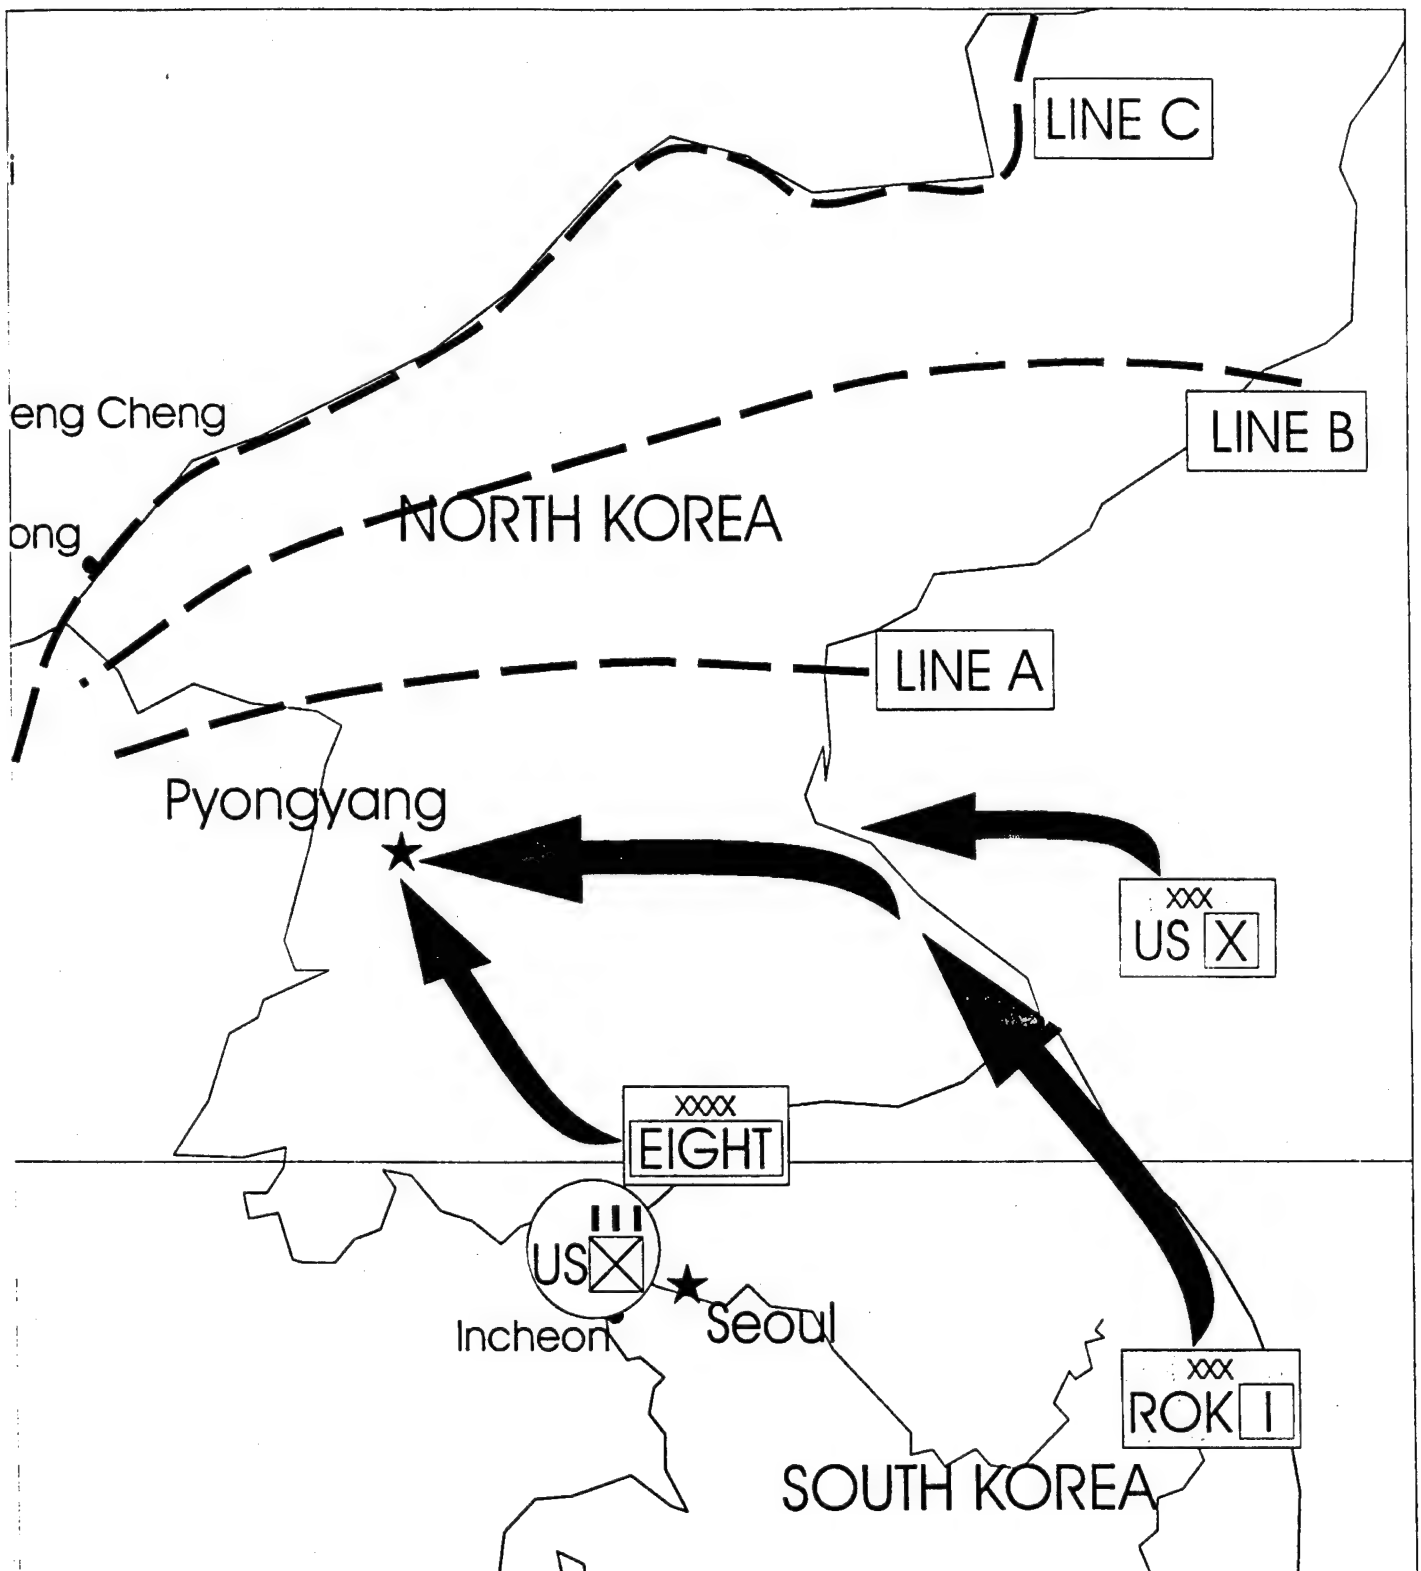 LINE C
eng Cheng
LINE B
NORTH KOREA
ong
LINE A
Pyongyang
XXX
US X
XXXX
EIGHT
III
US
Seoul
Incheon
XXX
ROK I
SOUTH KOREA